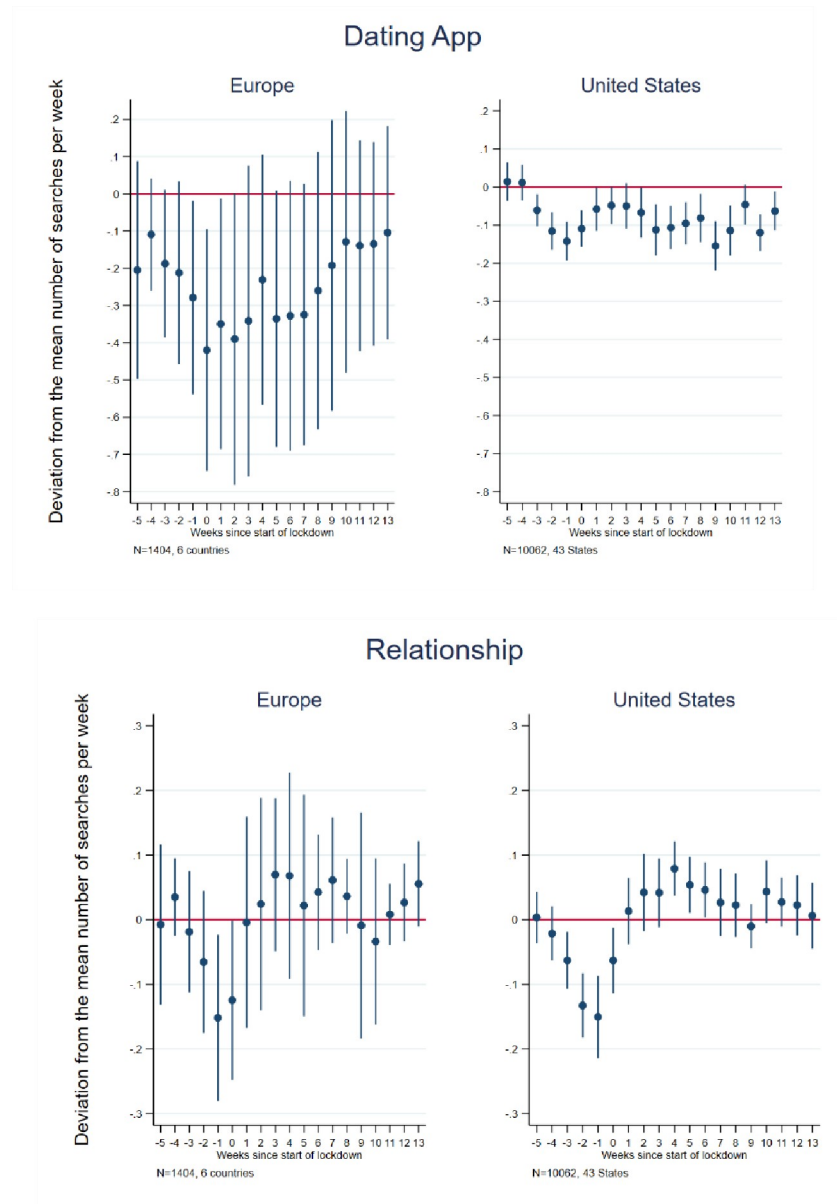 Dating App
Europe
United States
Deviation from the mean number of searches per week
.2
.1
0
-.1
-.2
-.3
-.4
-.5
-.6
-.7
-.8
-5 -4 -3 -2 -1 0 1 2 3 4 5 6 7 8 9 10 11 12 13
Weeks since start of lockdown
N=1404, 6 countries
.2
.1
0
-.1
-.2
-.3
-.4
-.5
-.6
-.7
-.8
-5 -4 -3 -2 -1 0 1 2 3 4 5 6 7 8 9 10 11 12 13
Weeks since start of lockdown
N=10062, 43 States
Relationship
Europe
United States
Deviation from the mean number of searches per week
.3
.2
.1
0
-.1
-.2
-.3
-5 -4 -3 -2 -1 0 1 2 3 4 5 6 7 8 9 10 11 12 13
Weeks since start of lockdown
N=1404, 6 countries
.3
.2
.1
0
-.1
-.2
-.3
-5 -4 -3 -2 -1 0 1 2 3 4 5 6 7 8 9 10 11 12 13
Weeks since start of lockdown
N=10062, 43 States